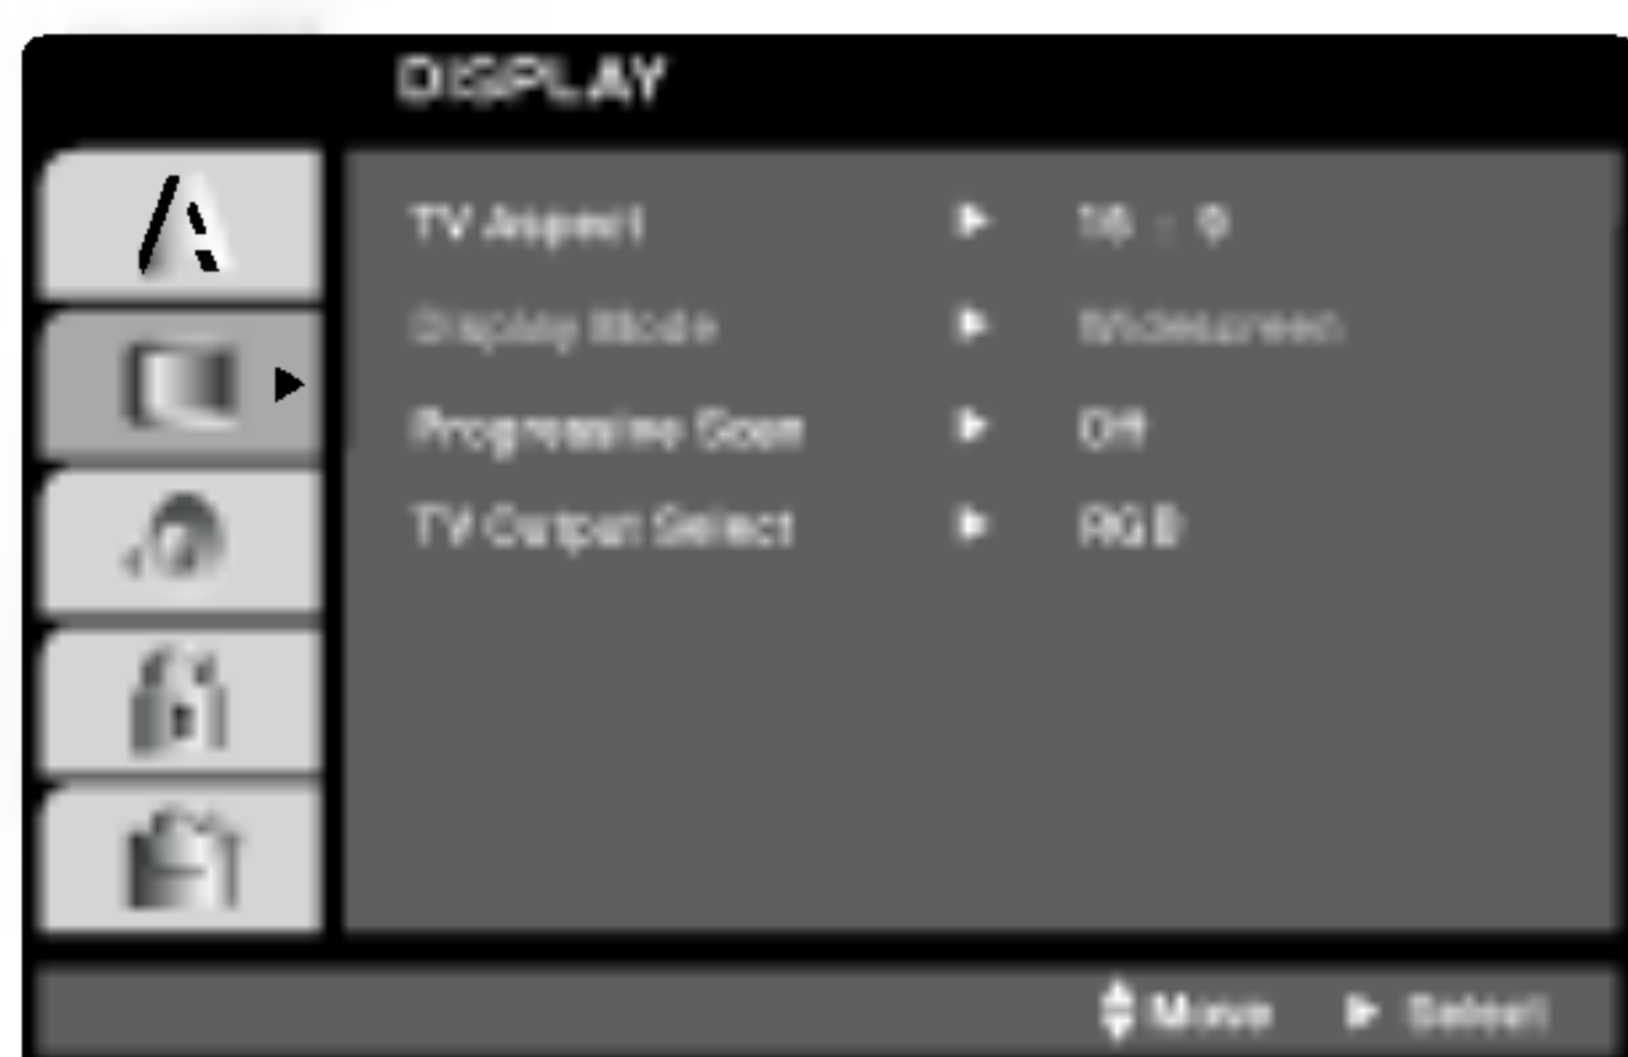 DISPLAY
TV Aspect ▶ 16 : 9
Display Mode ▶ Widescreen
Progressive Scan ▶ Off
TV Output Select ▶ RGB
Move ▶ Select